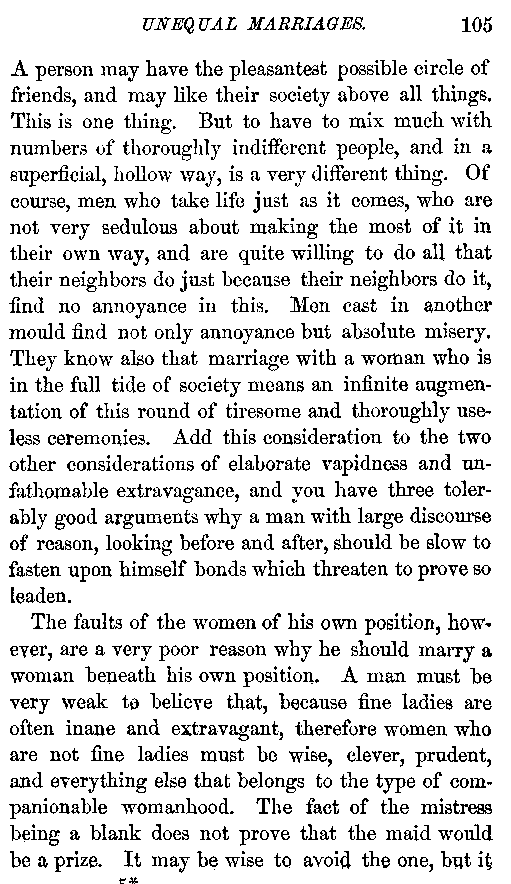 UNEQUAL MARRIAGES. 105
A person may have the pleasantest possible circle of
friends, and may like their society above all things.
This is one thing. But to have to mix much with
numbers of thoroughly indifferent people, and in a
superficial, hollow way, is a very different thing. Of
course, men who take life just as it comes, who are
not very sedulous about making the most of it in
their own way, and are quite willing to do all that
their neighbors do just because their neighbors do it,
find no annoyance in this. Men cast in another
mould find not only annoyance but absolute misery.
They know also that marriage with a woman who is
in the full tide of society means an infinite augmen-
tation of this round of tiresome and thoroughly use-
less ceremonies. Add this consideration to the two
other considerations of elaborate vapidness and un-
fathomable extravagance, and you have three toler-
ably good arguments why a man with large discourse
of reason, looking before and after, should be slow to
fasten upon himself bonds which threaten to prove so
leaden.
The faults of the women of his own position, how-
ever, are a very poor reason why he should marry a
woman beneath his own position. A man must be
very weak to believe that, because fine ladies are
often inane and extravagant, therefore women who
are not fine ladies must be wise, clever, prudent,
and everything else that belongs to the type of com-
panionable womanhood. The fact of the mistress
being a blank does not prove that the maid would
be a prize. It may be wise to avoid the one, but it